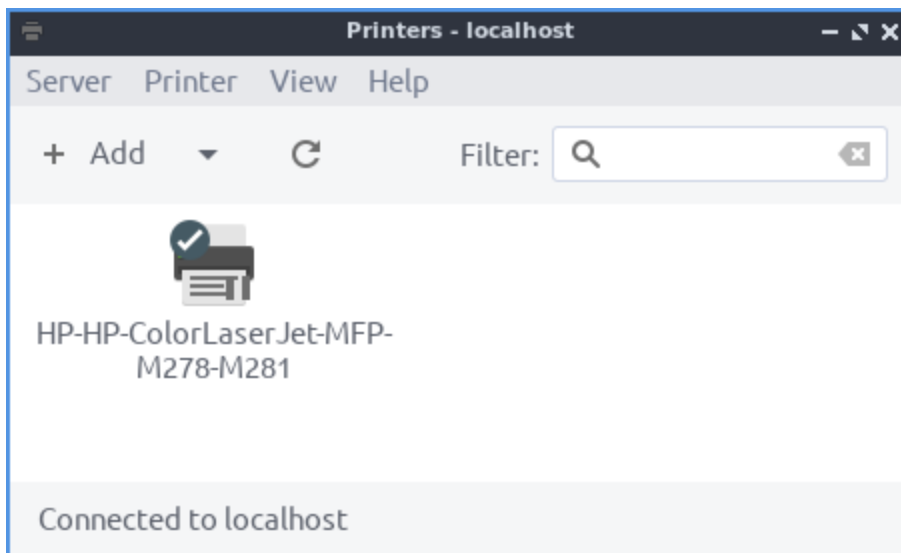 Printers - localhost
Server Printer View Help
+ Add Filter:
HP-HP-ColorLaserJet-MFP-
M278-M281
Connected to localhost